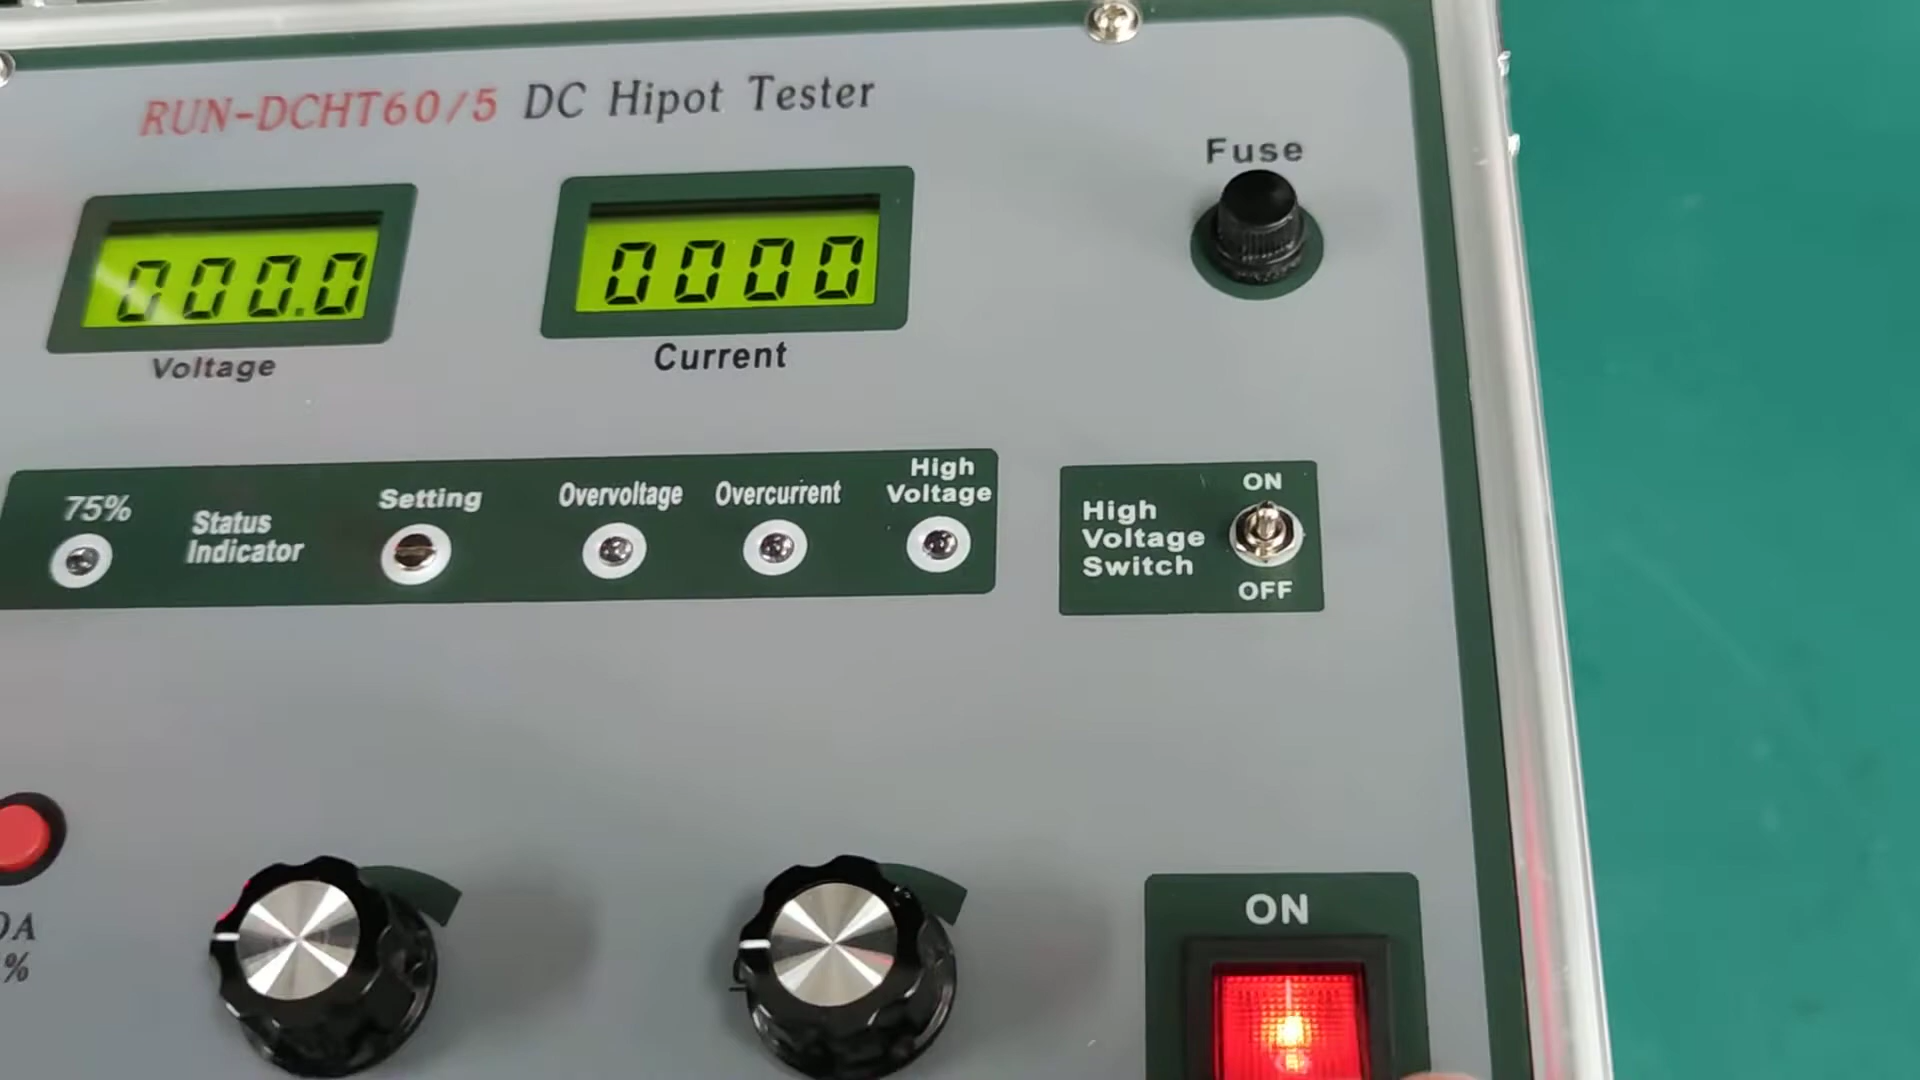 RUN-DCHT60/5 DC Hipot Tester
Fuse
000.0
0000
Voltage
Current
75%
Status
Indicator
Setting
Overvoltage
Overcurrent
High
Voltage
High
Voltage
Switch
ON
OFF
ON
A
%